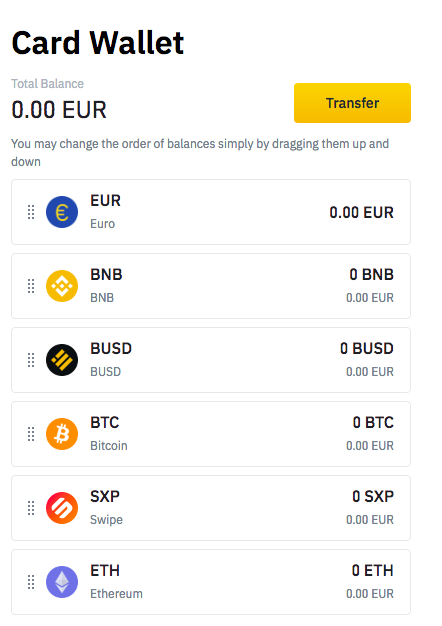 Card Wallet
Total Balance
0.00 EUR
Transfer
You may change the order of balances simply by dragging them up and
down
EUR
Euro
0.00 EUR
BNB
BNB
0 BNB
0.00 EUR
BUSD
BUSD
0 BUSD
0.00 EUR
BTC
Bitcoin
0 BTC
0.00 EUR
SXP
Swipe
0 SXP
0.00 EUR
ETH
Ethereum
0 ETH
0.00 EUR